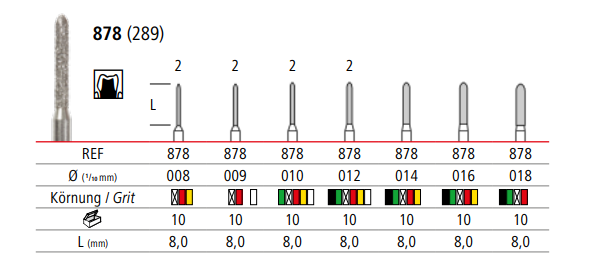 878 (289)
2 2 2 2
L
REF 878 878 878 878 878 878 878
Ø (1/10 mm) 008 009 010 012 014 016 018
Körnung / Grit
10 10 10 10 10 10 10
L (mm) 8,0 8,0 8,0 8,0 8,0 8,0 8,0